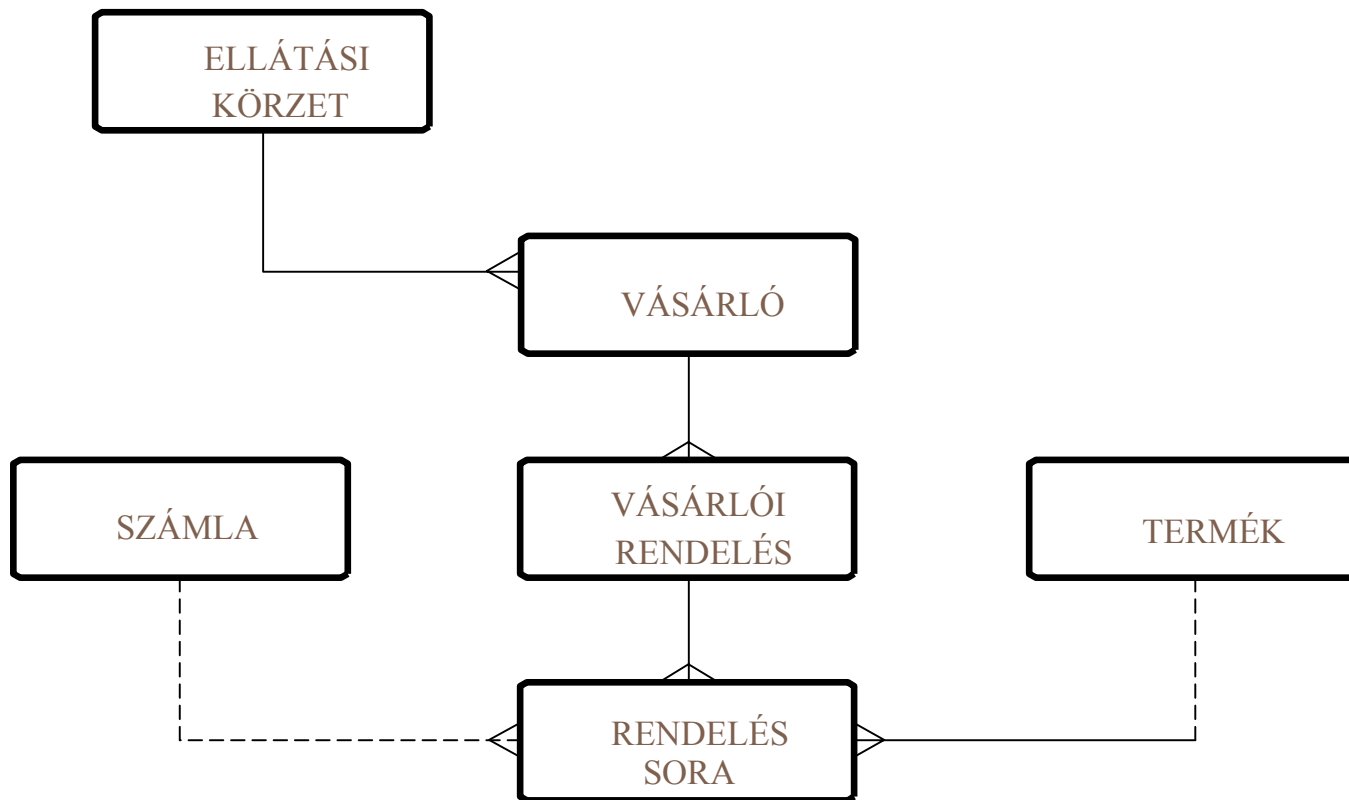 ELLÁTÁSI
KÖRZET
VÁSÁRLÓ
SZÁMLA
VÁSÁRLÓI
RENDELÉS
TERMÉK
RENDELÉS
SORA